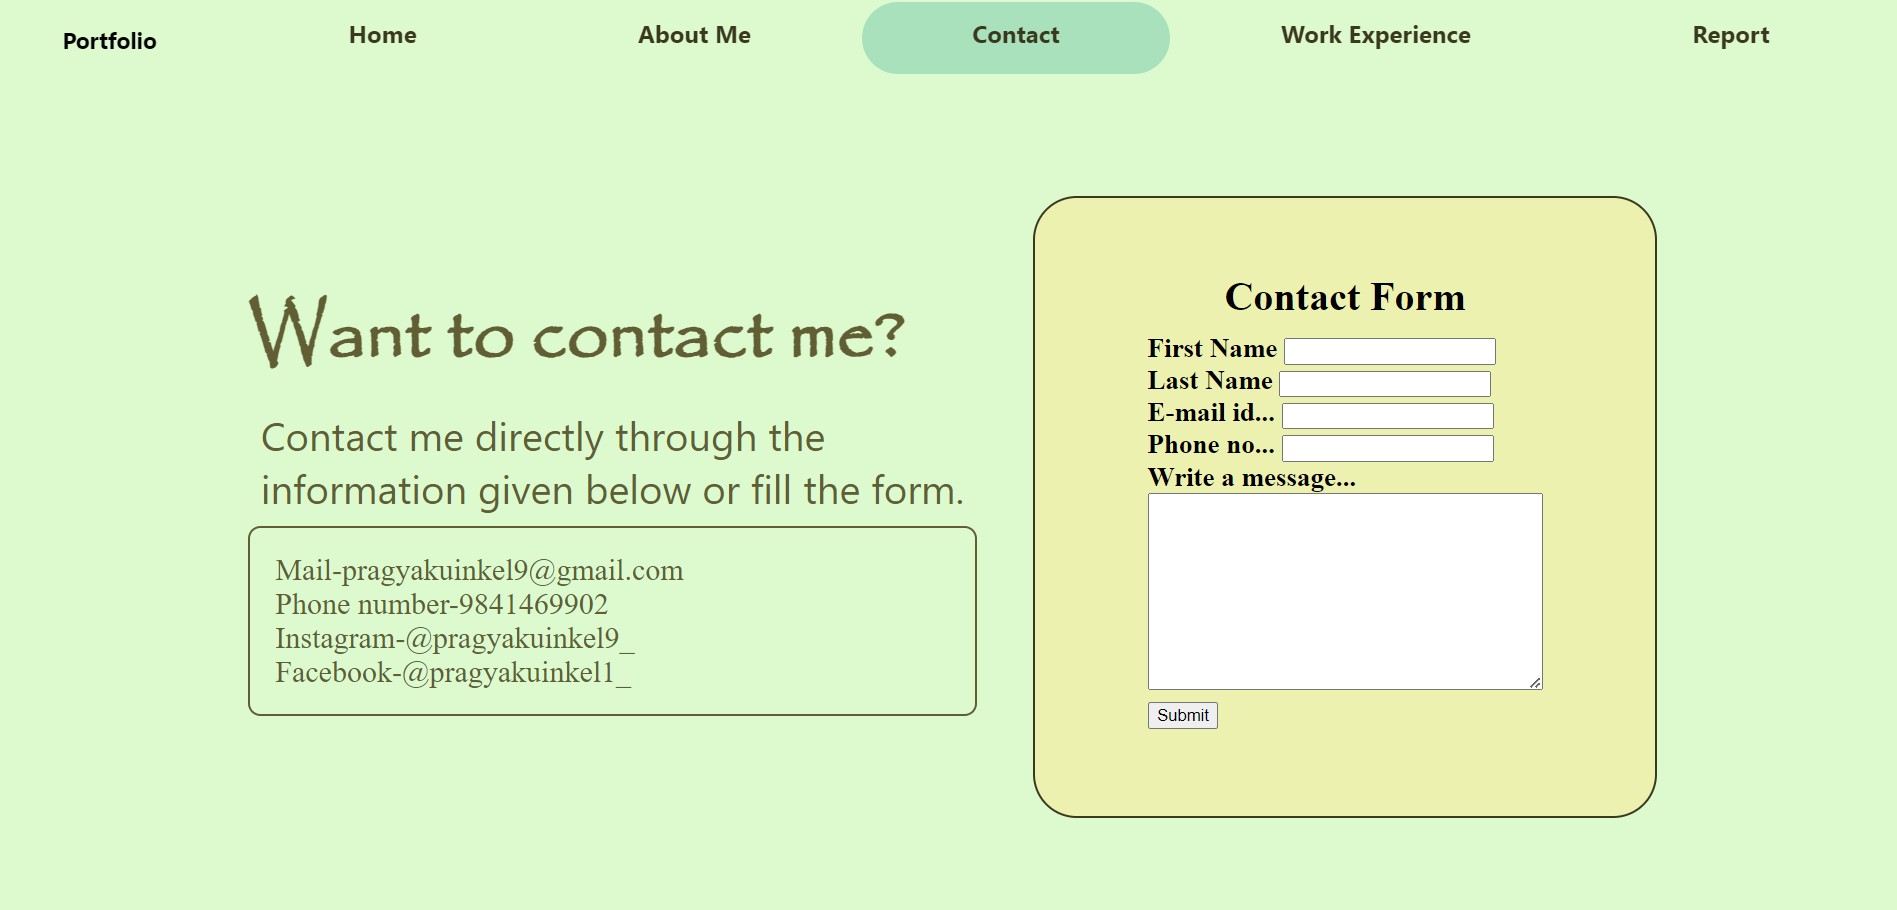 Portfolio
Home
About Me
Contact
Work Experience
Report
Want to contact me?
Contact me directly through the
information given below or fill the form.
Mail-pragyakuinkel9@gmail.com
Phone number-9841469902
Instagram-@pragyakuinkel9_
Facebook-@pragyakuinkel1_
Contact Form
First Name
Last Name
E-mail id...
Phone no...
Write a message...
Submit